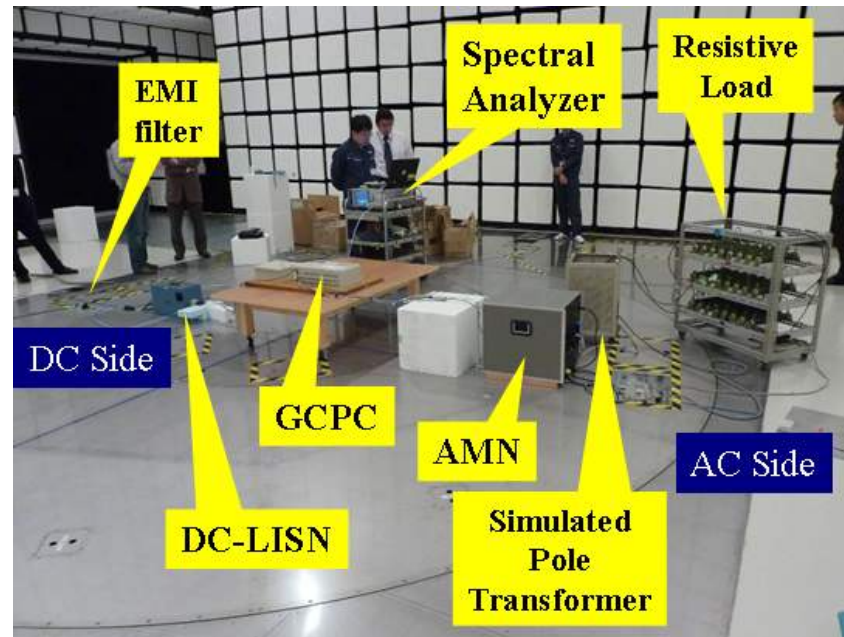 EMI
filter
Spectral
Analyzer
Resistive
Load
DC Side
GCPC
AMN
AC Side
DC-LISN
Simulated
Pole
Transformer